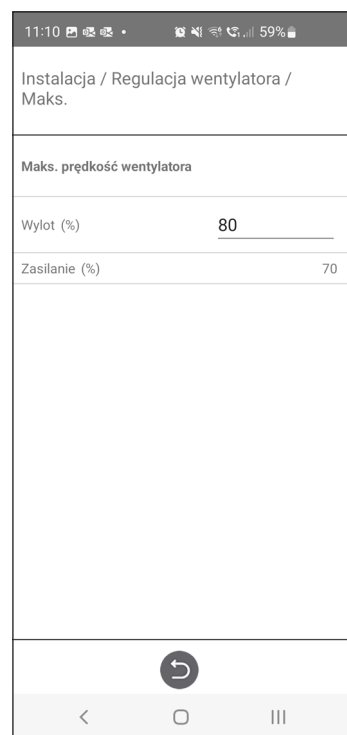 11:10
59%
Instalacja / Regulacja wentylatora /
Maks.
Maks. prędkość wentylatora
Wylot (%) 80
Zasilanie (%) 70